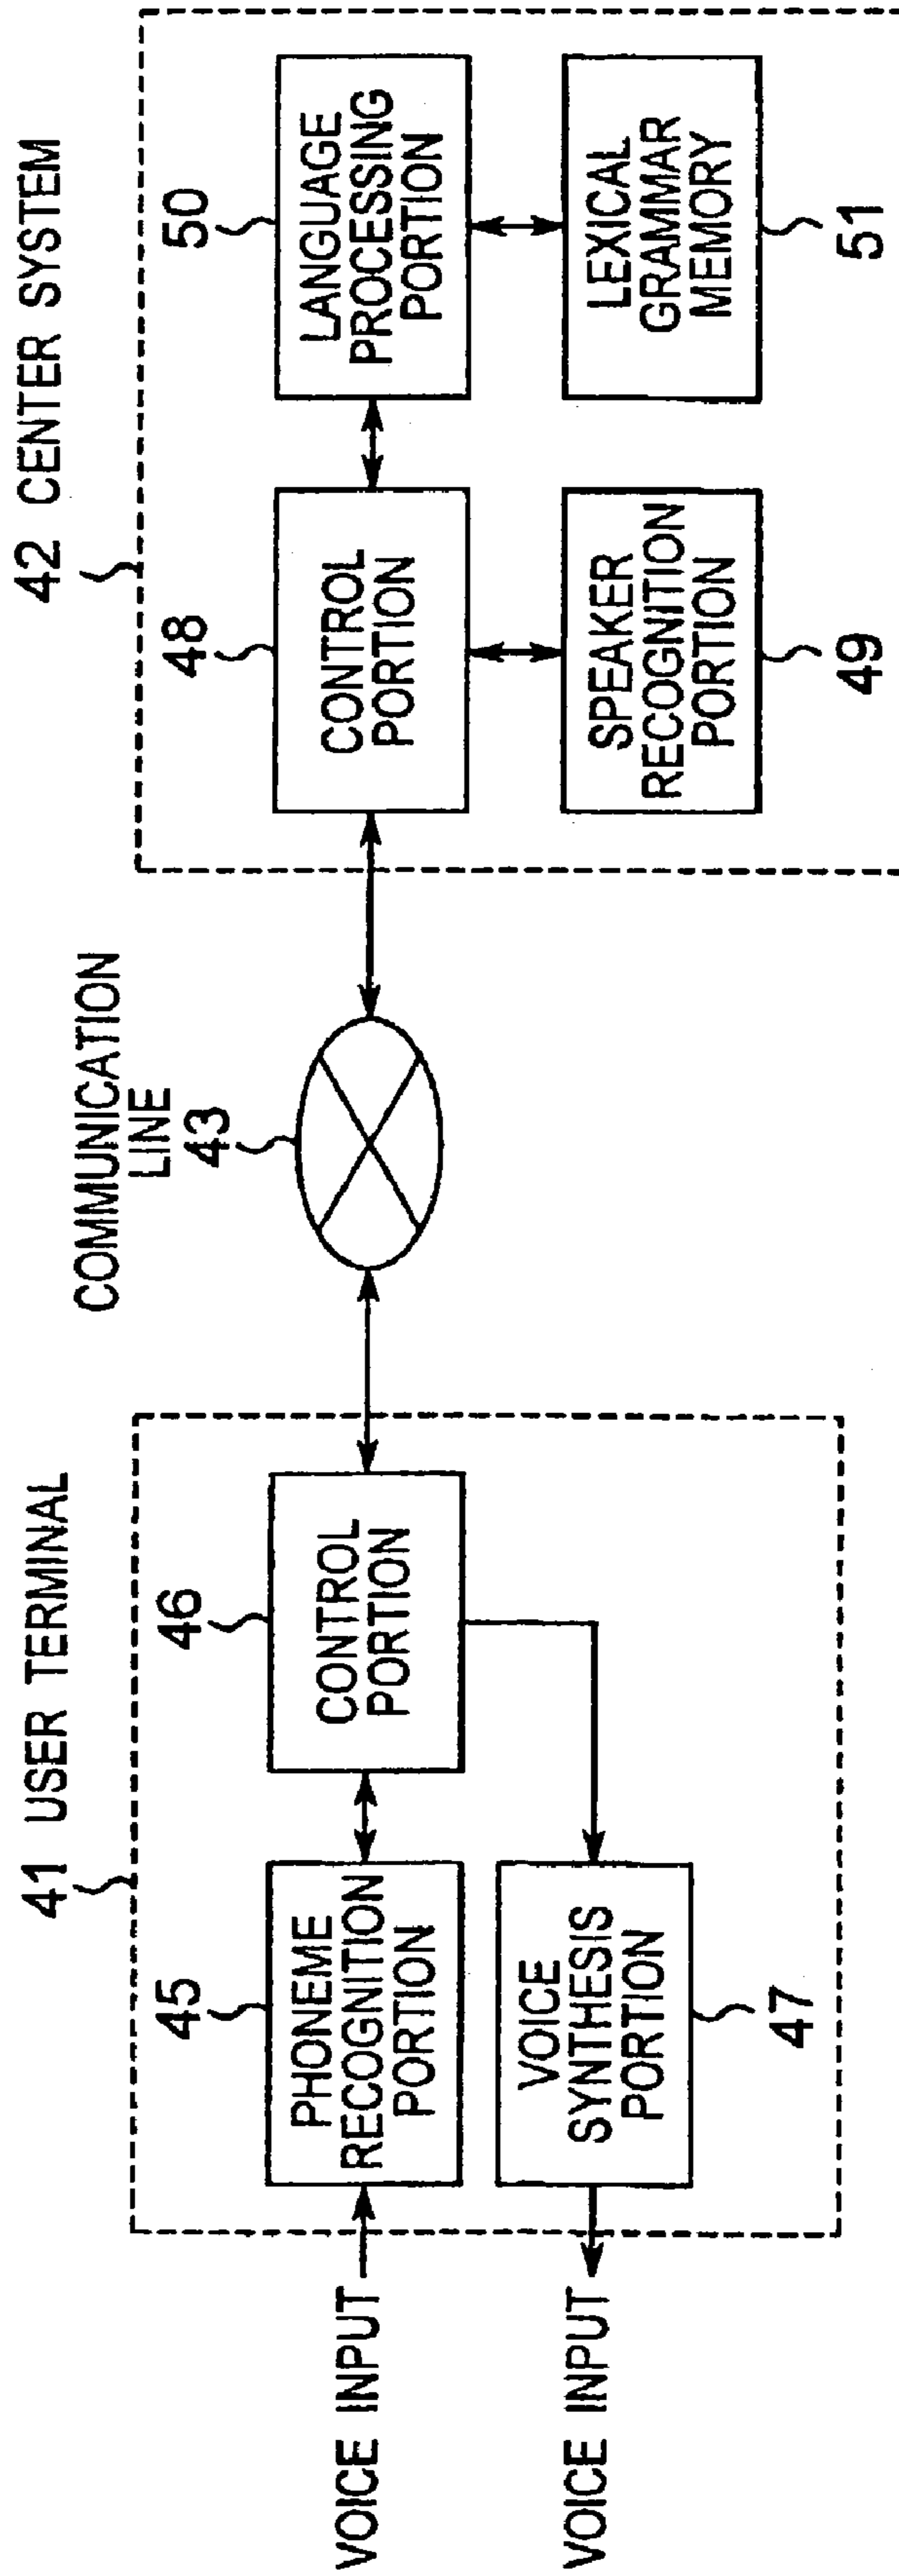 41 USER TERMINAL
VOICE INPUT
45
PHONEME
RECOGNITION
PORTION
46
CONTROL
PORTION
VOICE INPUT
VOICE
SYNTHESIS
PORTION
47
COMMUNICATION
LINE
43
42 CENTER SYSTEM
48
CONTROL
PORTION
50
LANGUAGE
PROCESSING
PORTION
SPEAKER
RECOGNITION
PORTION
49
LEXICAL
GRAMMAR
MEMORY
51